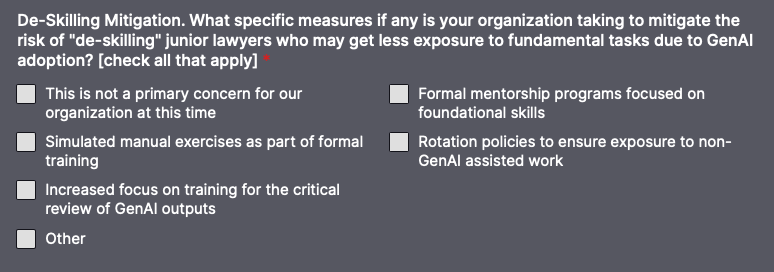 De-Skilling Mitigation. What specific measures if any is your organization taking to mitigate the
risk of "de-skilling" junior lawyers who may get less exposure to fundamental tasks due to GenAI
adoption? [check all that apply] *
This is not a primary concern for our
organization at this time
Formal mentorship programs focused on
foundational skills
Simulated manual exercises as part of formal
training
Rotation policies to ensure exposure to non-
GenAI assisted work
Increased focus on training for the critical
review of GenAI outputs
Other